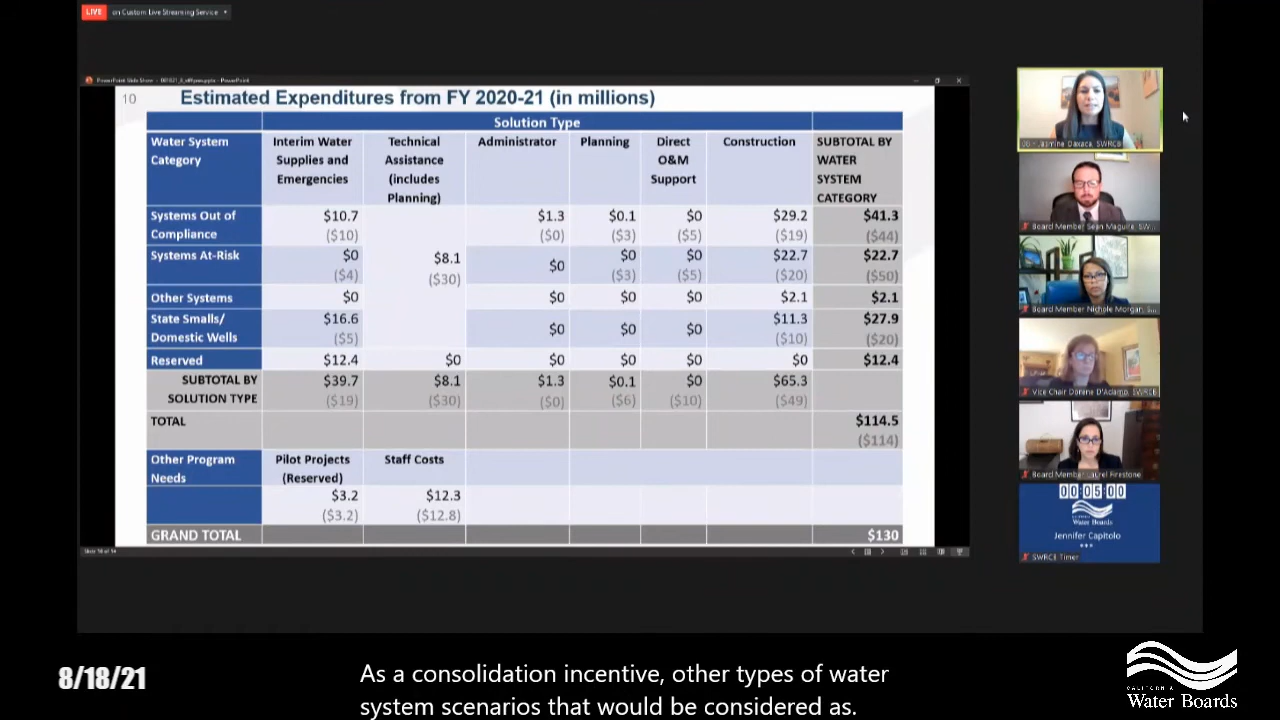 LIVE on Custom Live Streaming Service
10 Estimated Expenditures from FY 2020-21 (in millions)
Solution Type
Water System Category Interim Water Supplies and Emergencies Technical Assistance (includes Planning) Administrator Planning Direct O&M Support Construction SUBTOTAL BY WATER SYSTEM CATEGORY
Systems Out of $10.7 $1.3 $0.1 $0 $29.2 $41.3
Compliance ($10) ($0) ($3) ($5) ($19) ($44)
Systems At-Risk $0 $8.1 $0 $0 $0 $22.7 $22.7
($4) ($30) ($3) ($5) ($20) ($50)
Other Systems $0 $0 $0 $0 $2.1 $2.1
State Smalls/ $16.6 $0 $0 $0 $11.3 $27.9
Domestic Wells ($5) ($10) ($20)
Reserved $12.4 $0 $0 $0 $0 $0 $12.4
SUBTOTAL BY $39.7 $8.1 $1.3 $0.1 $0 $65.3
SOLUTION TYPE ($19) ($30) ($0) ($6) ($10) ($49)
TOTAL $114.5
($114)
Other Program Pilot Projects Staff Costs
Needs (Reserved)
$3.2 $12.3
($3.2) ($12.8)
GRAND TOTAL $130
Jasmine Oaxaca, SWRCB
Board Member Sean Maguire, SW...
Board Member Nichole Morgan, S...
Vice Chair Dorene D'Adamo, SWRCB
Board Member Laurel Firestone
00:05:00
Water Boards
Jennifer Capitolo
SWRCB Timer
8/18/21
As a consolidation incentive, other types of water
system scenarios that would be considered as.
CALIFORNIA
Water Boards